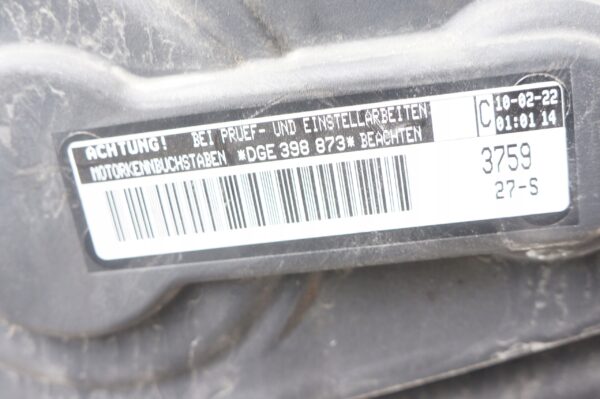 ACHTUNG! BEI PRUEF- UND EINSTELLARBEITEN
MOTORKENNBUCHSTABEN *DGE 398 873* BEACHTEN
C 10-02-22
01:01 14
3759
27-S